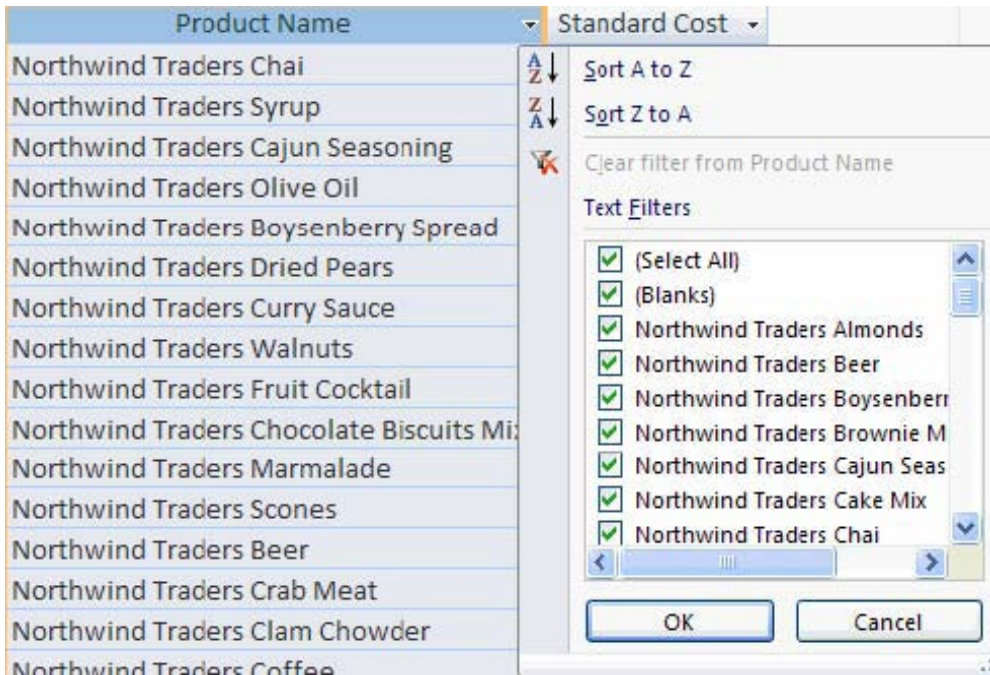 Product Name
Standard Cost
Northwind Traders Chai
Northwind Traders Syrup
Northwind Traders Cajun Seasoning
Northwind Traders Olive Oil
Northwind Traders Boysenberry Spread
Northwind Traders Dried Pears
Northwind Traders Curry Sauce
Northwind Traders Walnuts
Northwind Traders Fruit Cocktail
Northwind Traders Chocolate Biscuits Mi
Northwind Traders Marmalade
Northwind Traders Scones
Northwind Traders Beer
Northwind Traders Crab Meat
Northwind Traders Clam Chowder
Northwind Traders Coffee
Sort A to Z
Sort Z to A
Clear filter from Product Name
Text Filters
(Select All)
(Blanks)
Northwind Traders Almonds
Northwind Traders Beer
Northwind Traders Boysenberr
Northwind Traders Brownie M
Northwind Traders Cajun Seas
Northwind Traders Cake Mix
Northwind Traders Chai
OK
Cancel